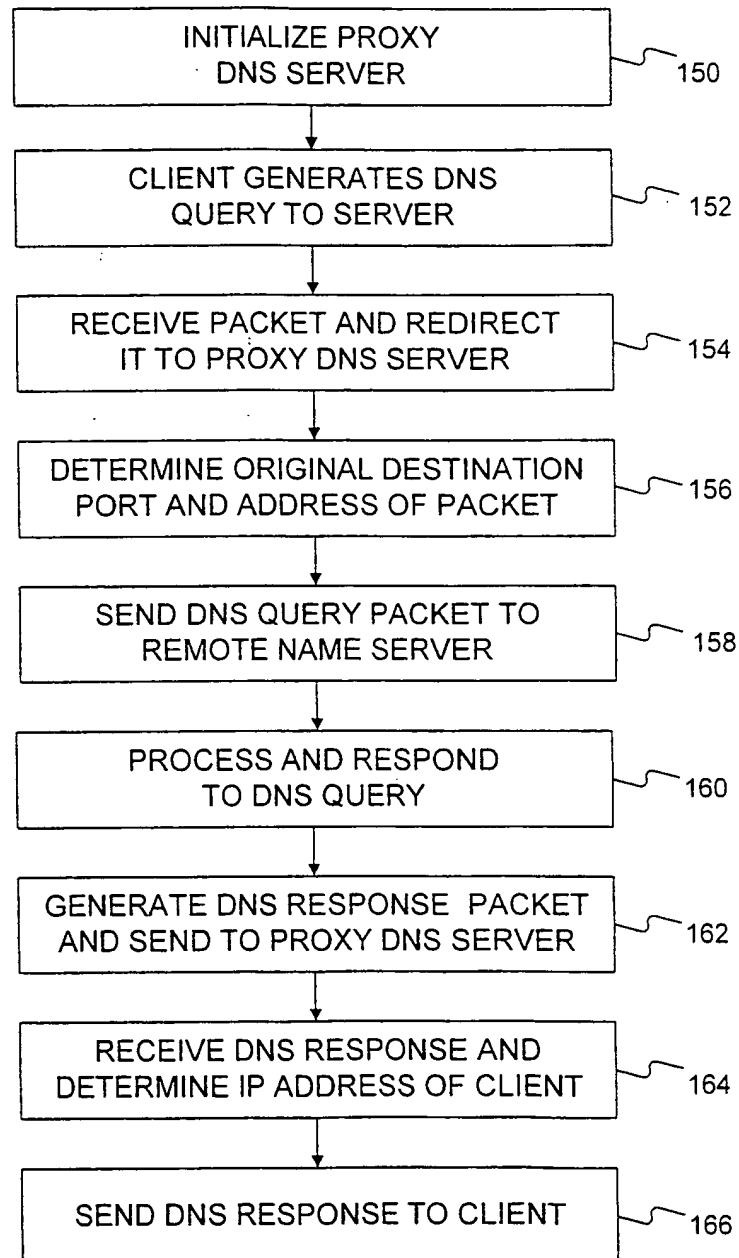 INITIALIZE PROXY
DNS SERVER
150
CLIENT GENERATES DNS
QUERY TO SERVER
152
RECEIVE PACKET AND REDIRECT
IT TO PROXY DNS SERVER
154
DETERMINE ORIGINAL DESTINATION
PORT AND ADDRESS OF PACKET
156
SEND DNS QUERY PACKET TO
REMOTE NAME SERVER
158
PROCESS AND RESPOND
TO DNS QUERY
160
GENERATE DNS RESPONSE PACKET
AND SEND TO PROXY DNS SERVER
162
RECEIVE DNS RESPONSE AND
DETERMINE IP ADDRESS OF CLIENT
164
SEND DNS RESPONSE TO CLIENT
166